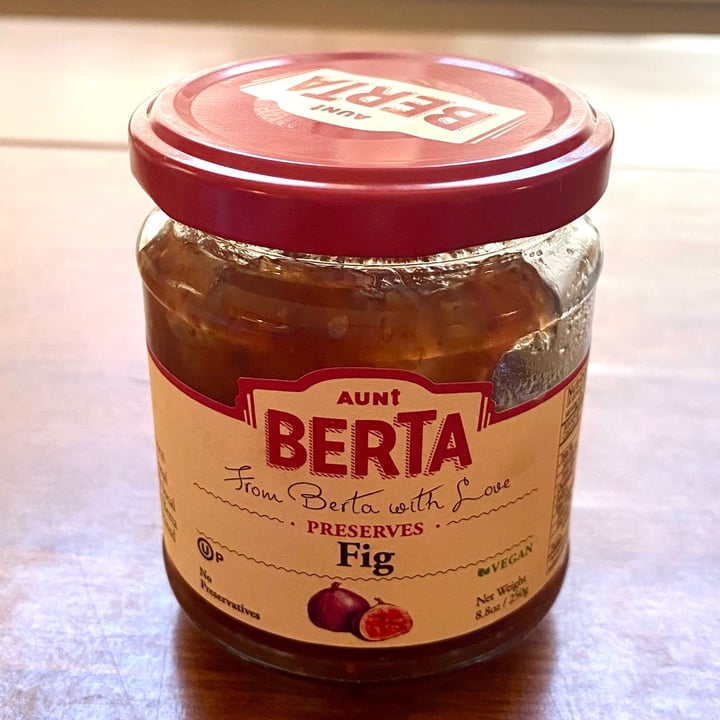 AUNt
BERTA
AUNt
BERTA
From Berta with Love
· PRESERVES ·
Fig
U P
VEGAN
No
Preservatives
Net Weight
8.8oz / 250g